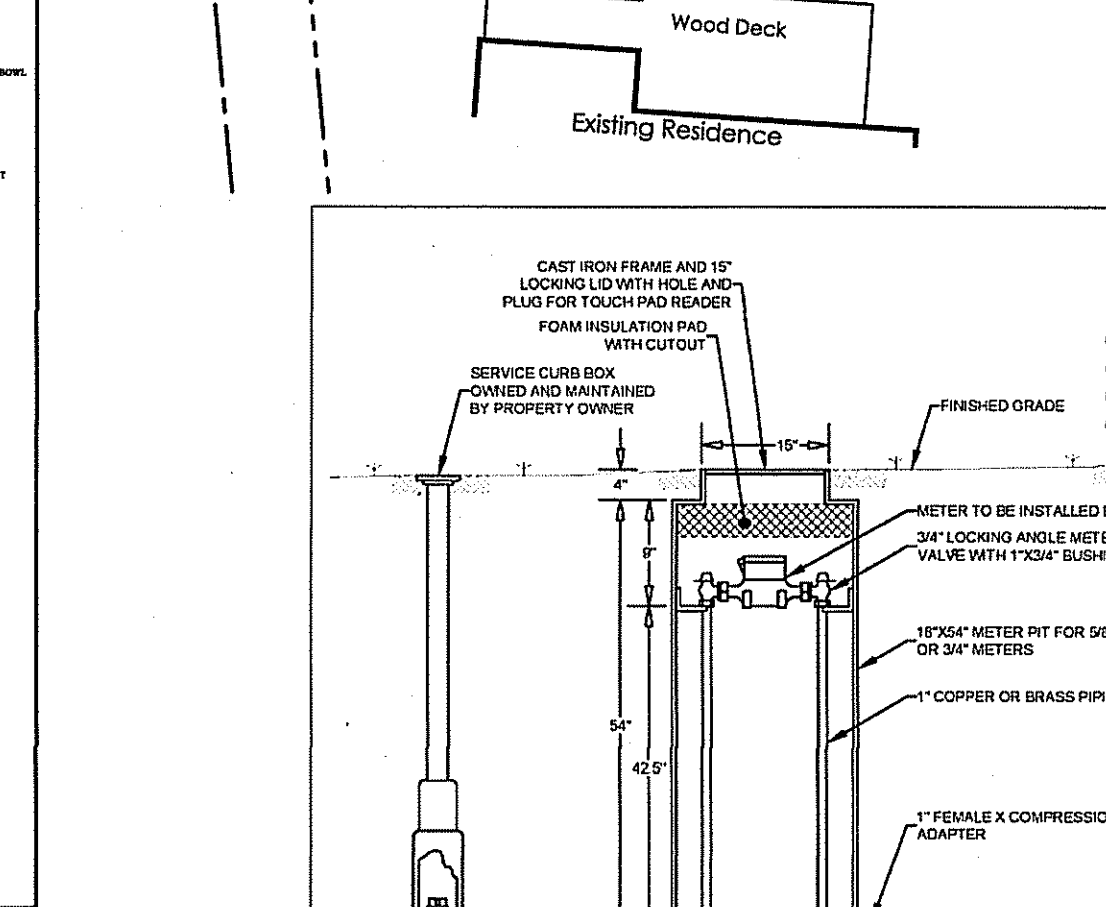 BOWL
T
Wood Deck
Existing Residence
CAST IRON FRAME AND 15"
LOCKING LID WITH HOLE AND
PLUG FOR TOUCH PAD READER
FOAM INSULATION PAD
WITH CUTOUT
SERVICE CURB BOX
OWNED AND MAINTAINED
BY PROPERTY OWNER
FINISHED GRADE
15"
4"
METER TO BE INSTALLED
9"
3/4" LOCKING ANGLE METE
VALVE WITH 1"X3/4" BUSHI
18"X54" METER PIT FOR 5/8
OR 3/4" METERS
1" COPPER OR BRASS PIPI
54"
42.5"
1" FEMALE X COMPRESSIO
ADAPTER